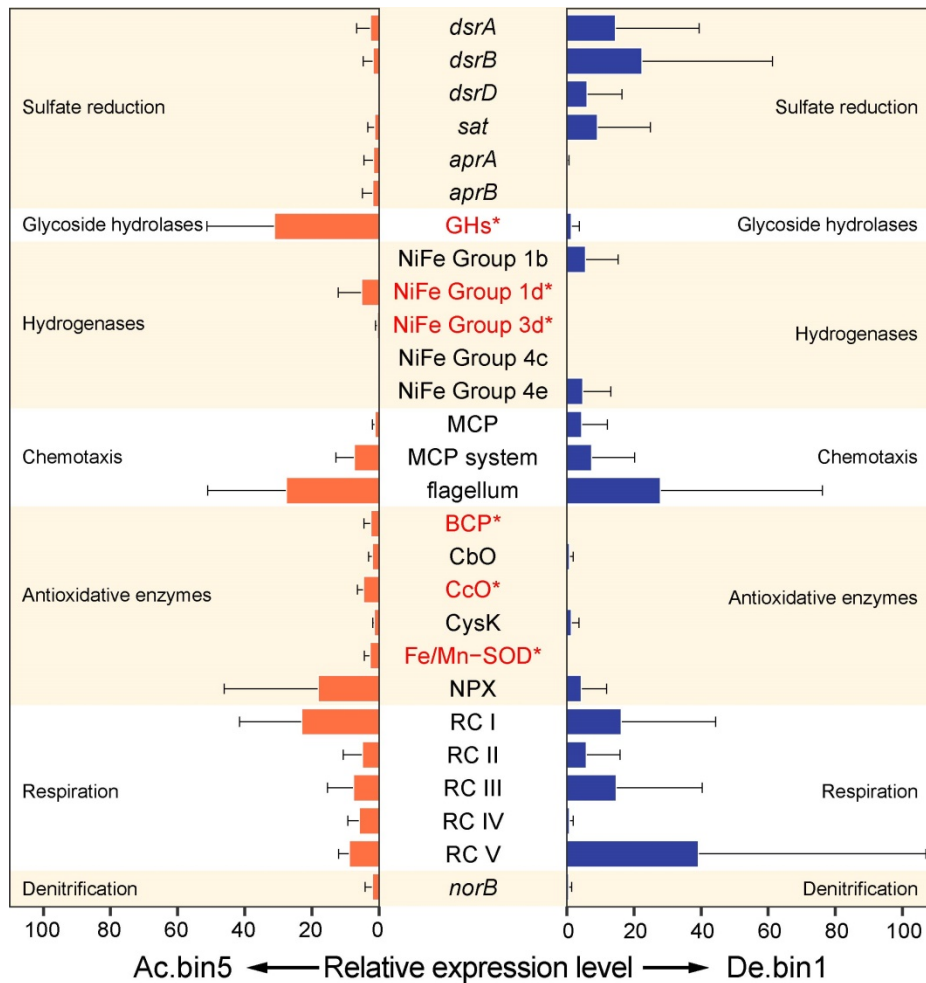 dsrA
dsrB
dsrD
Sulfate reduction
Sulfate reduction
sat
aprA
aprB
Glycoside hydrolases
GHs*
Glycoside hydrolases
NiFe Group 1b
NiFe Group 1d*
Hydrogenases
NiFe Group 3d*
Hydrogenases
NiFe Group 4c
NiFe Group 4e
MCP
Chemotaxis
MCP system
Chemotaxis
flagellum
BCP*
CbO
Antioxidative enzymes
CcO*
Antioxidative enzymes
CysK
Fe/Mn−SOD*
NPX
RC I
RC II
Respiration
RC III
Respiration
RC IV
RC V
Denitrification
norB
Denitrification
100 80 60 40 20 0 0 20 40 60 80 100
Ac.bin5 Relative expression level De.bin1